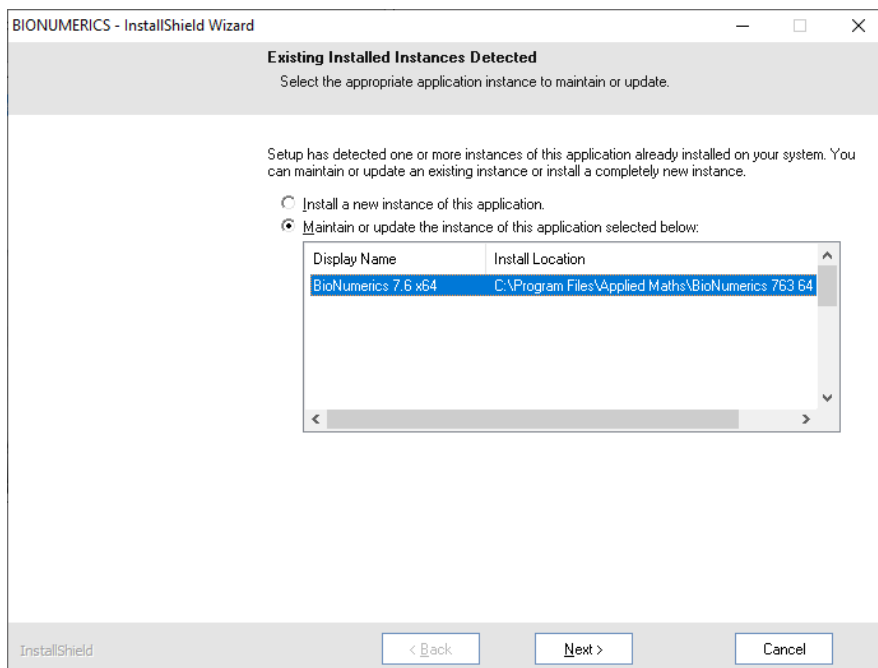 BIONUMERICS - InstallShield Wizard
Existing Installed Instances Detected
Select the appropriate application instance to maintain or update.
Setup has detected one or more instances of this application already installed on your system. You
can maintain or update an existing instance or install a completely new instance.
Install a new instance of this application.
Maintain or update the instance of this application selected below:
Display Name Install Location
BioNumerics 7.6 x64 C:\Program Files\Applied Maths\BioNumerics 763 64
InstallShield < Back Next > Cancel